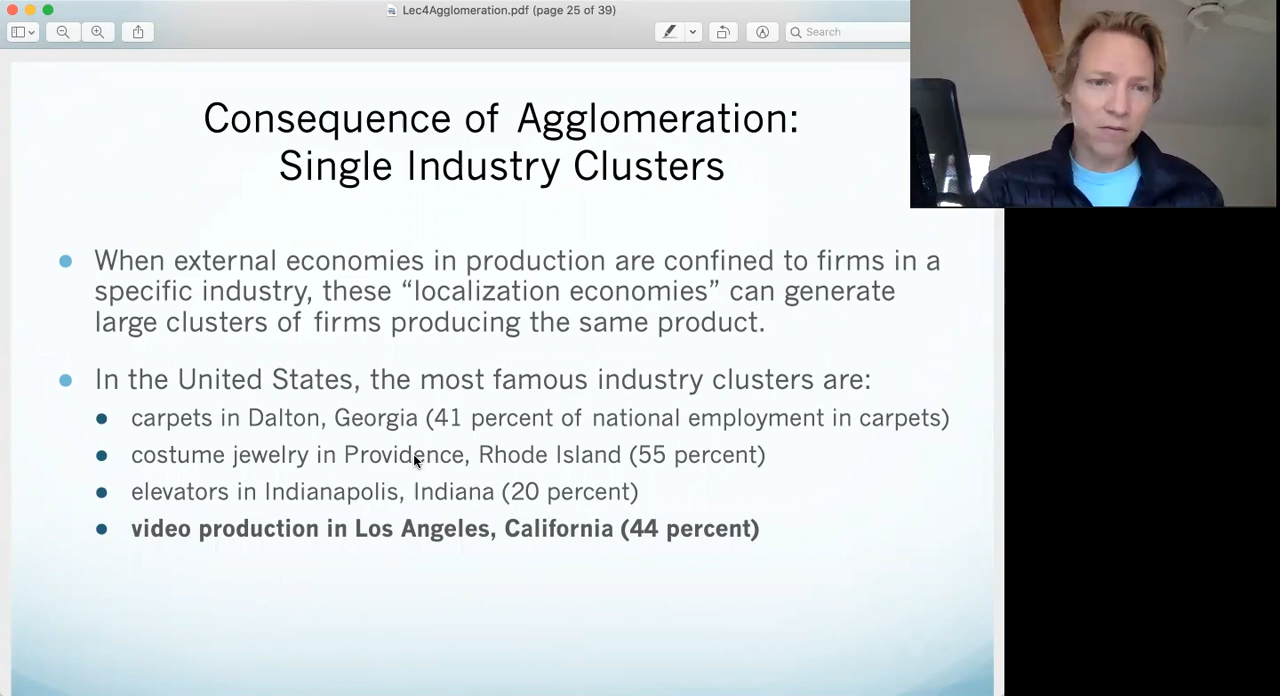 Lec4Agglomeration.pdf (page 25 of 39)
Search
Consequence of Agglomeration:
Single Industry Clusters
When external economies in production are confined to firms in a
specific industry, these “localization economies” can generate
large clusters of firms producing the same product.
In the United States, the most famous industry clusters are:
carpets in Dalton, Georgia (41 percent of national employment in carpets)
costume jewelry in Providence, Rhode Island (55 percent)
elevators in Indianapolis, Indiana (20 percent)
video production in Los Angeles, California (44 percent)